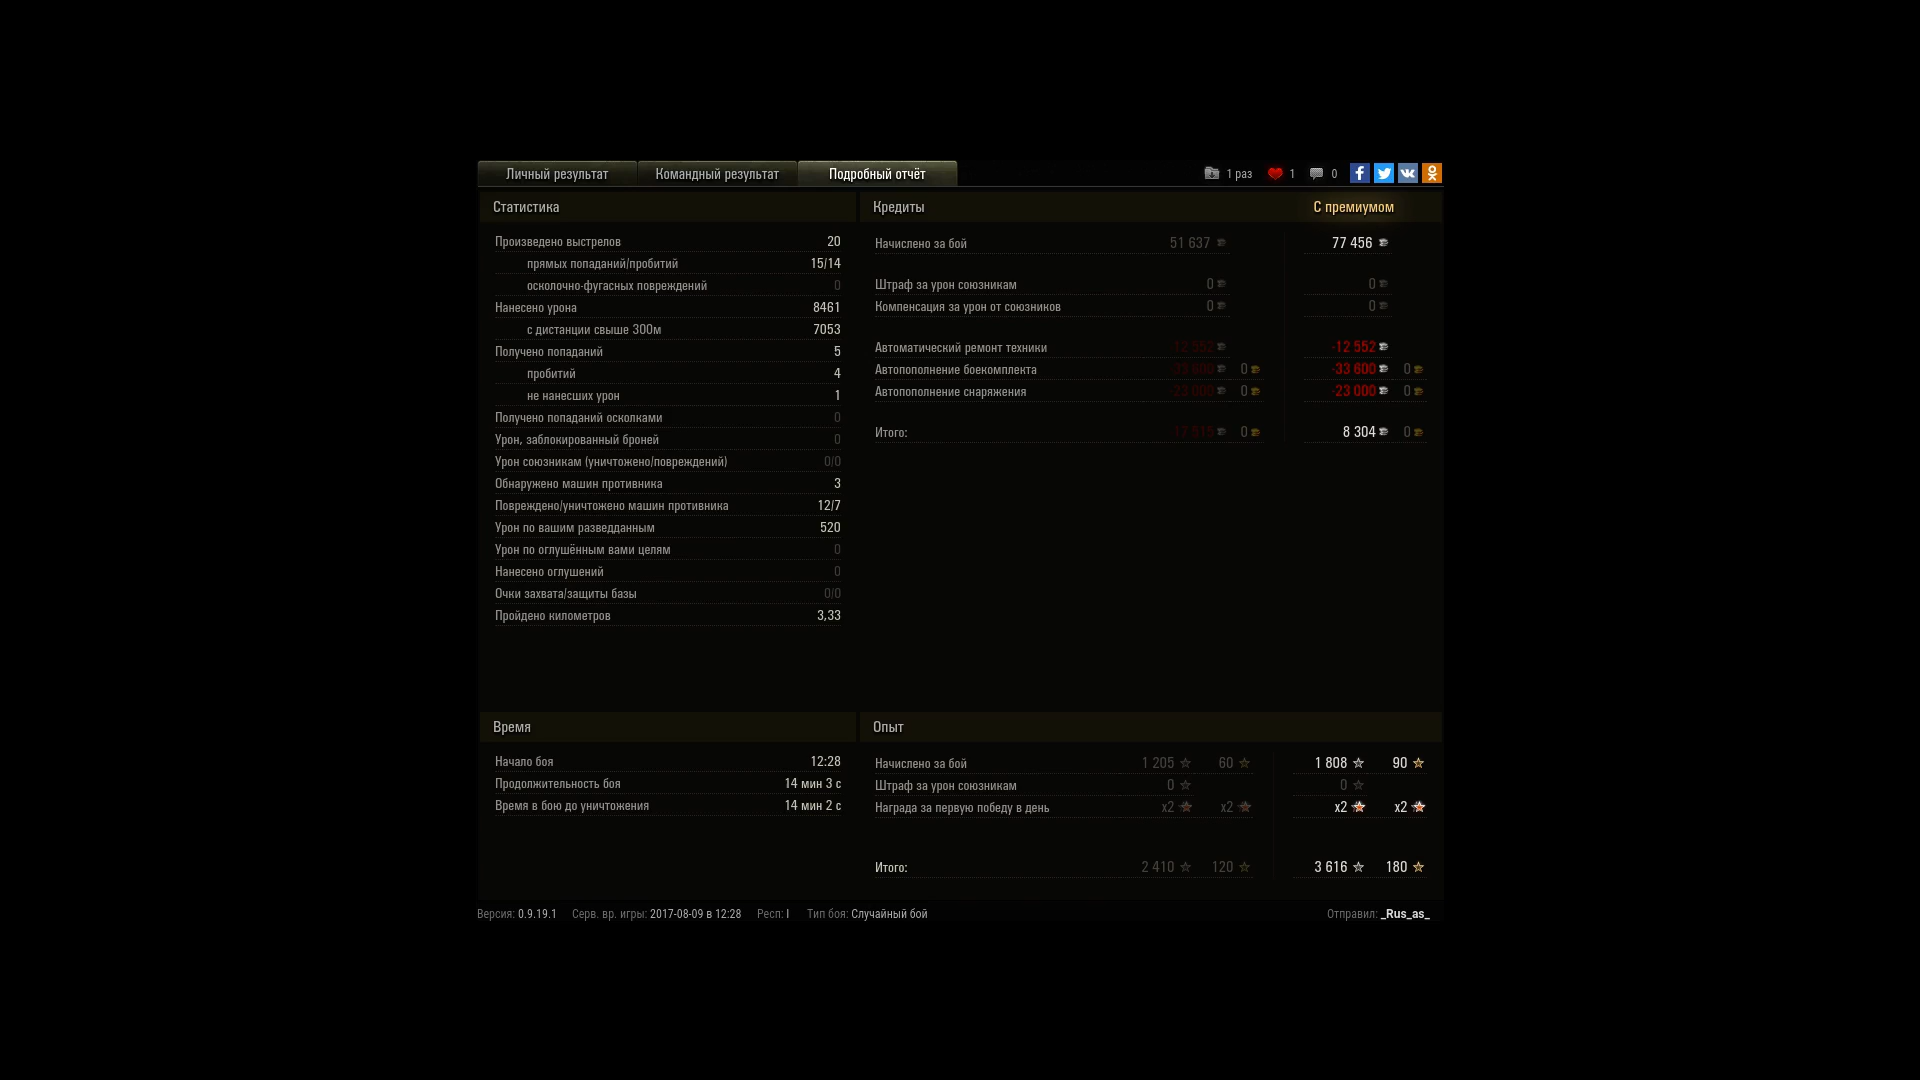 Личный результат Командный результат Подробный отчёт 1 раз 1 0
Статистика
Произведено выстрелов 20
прямых попаданий/пробитий 15/14
осколочно-фугасных повреждений 0
Нанесено урона 8461
с дистанции свыше 300м 7053
Получено попаданий 5
пробитий 4
не нанесших урон 1
Получено попаданий осколками 0
Урон, заблокированный броней 0
Урон союзникам (уничтожено/повреждений) 0/0
Обнаружено машин противника 3
Повреждено/уничтожено машин противника 12/7
Урон по вашим разведданным 520
Урон по оглушённым вами целям 0
Нанесено оглушений 0
Очки захвата/защиты базы 0/0
Пройдено километров 3,33
Кредиты С премиумом
Начислено за бой 51 637 77 456
Штраф за урон союзникам 0 0
Компенсация за урон от союзников 0 0
Автоматический ремонт техники -12 552 -12 552
Автопополнение боекомплекта -33 600 0 -33 600 0
Автопополнение снаряжения -23 000 0 -23 000 0
Итого: -17 515 0 8 304 0
Время
Начало боя 12:28
Продолжительность боя 14 мин 3 с
Время в бою до уничтожения 14 мин 2 с
Опыт
Начислено за бой 1 205 60 1 808 90
Штраф за урон союзникам 0 0
Награда за первую победу в день x2 x2 x2 x2
Итого: 2 410 120 3 616 180
Версия: 0.9.19.1 Серв. вр. игры: 2017-08-09 в 12:28 Респ: I Тип боя: Случайный бой Отправил: _Rus_as_